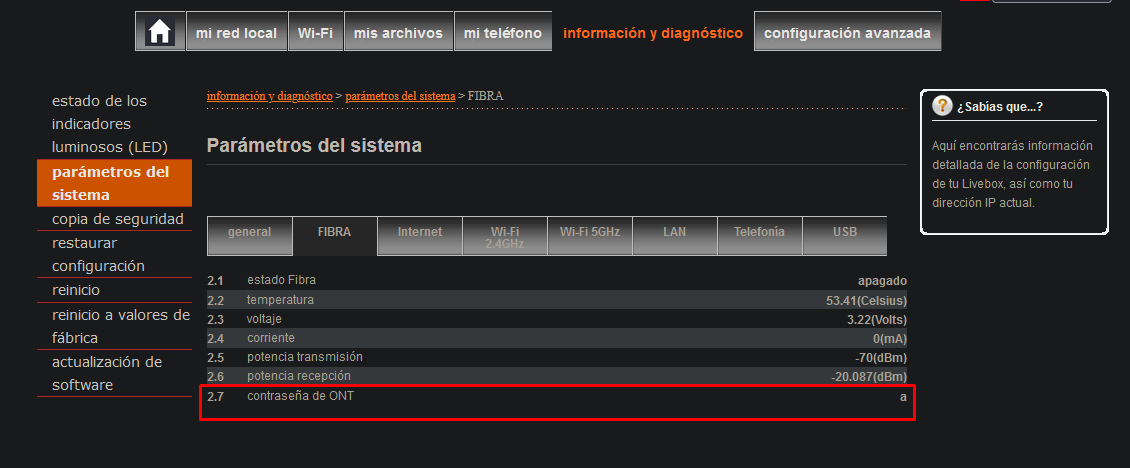 mi red local Wi-Fi mis archivos mi teléfono información y diagnóstico configuración avanzada
información y diagnóstico > parámetros del sistema > FIBRA
estado de los
indicadores
luminosos (LED)
parámetros del
sistema
copia de seguridad
restaurar
configuración
reinicio
reinicio a valores de
fábrica
actualización de
software
Parámetros del sistema
general FIBRA Internet Wi-Fi 2.4GHz Wi-Fi 5GHz LAN Telefonía USB
2.1 estado Fibra apagado
2.2 temperatura 53.41(Celsius)
2.3 voltaje 3.22(Volts)
2.4 corriente 0(mA)
2.5 potencia transmisión -70(dBm)
2.6 potencia recepción -20.087(dBm)
2.7 contraseña de ONT a
? ¿Sabías que...?
Aquí encontrarás información
detallada de la configuración
de tu Livebox, así como tu
dirección IP actual.